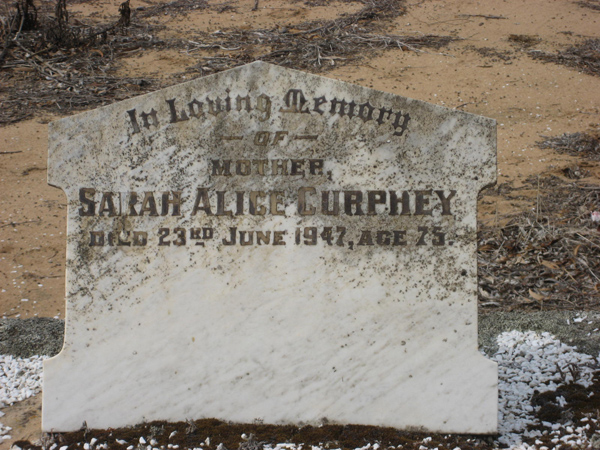 In Loving Memory
— OF —
MOTHER,
SARAH ALICE CURPHEY
DIED 23RD JUNE 1947, AGE 75.